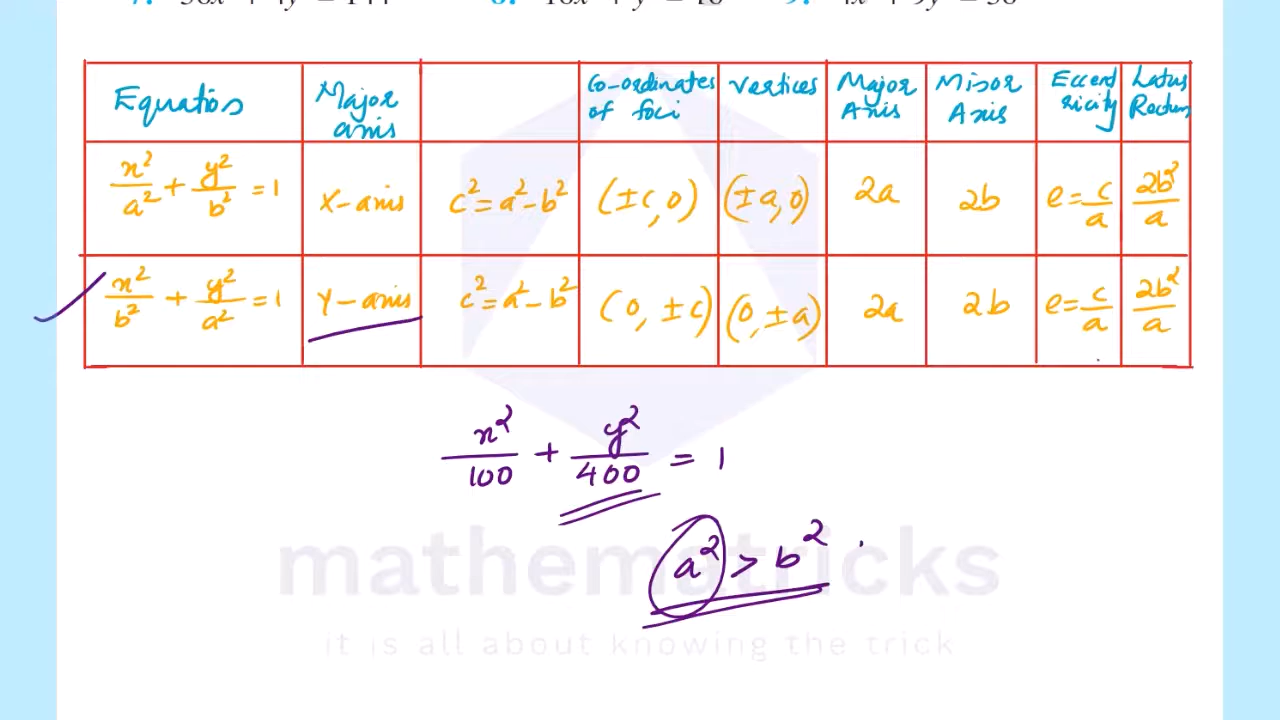 Equation Major axis Co-ordinates of foci Vertices Major Axis Minor Axis Eccentricity Latus Rectum
x²/a² + y²/b² = 1 X-axis c² = a² - b² (±c, 0) (±a, 0) 2a 2b e = c/a 2b²/a
x²/b² + y²/a² = 1 Y-axis c² = a² - b² (0, ±c) (0, ±a) 2a 2b e = c/a 2b²/a
x²/100 + y²/400 = 1
a² > b²
mathematricks
it is all about knowing the trick